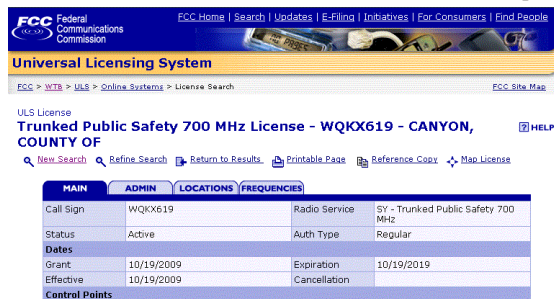 FCC Federal Communications Commission
FCC Home | Search | Updates | E-Filing | Initiatives | For Consumers | Find People
Universal Licensing System
FCC > WTB > ULS > Online Systems > License Search
FCC Site Map
ULS License
Trunked Public Safety 700 MHz License - WQKX619 - CANYON,
COUNTY OF
? HELP
New Search Refine Search Return to Results Printable Page Reference Copy Map License
MAIN ADMIN LOCATIONS FREQUENCIES
Call Sign WQKX619 Radio Service SY - Trunked Public Safety 700
MHz
Status Active Auth Type Regular
Dates
Grant 10/19/2009 Expiration 10/19/2019
Effective 10/19/2009 Cancellation
Control Points